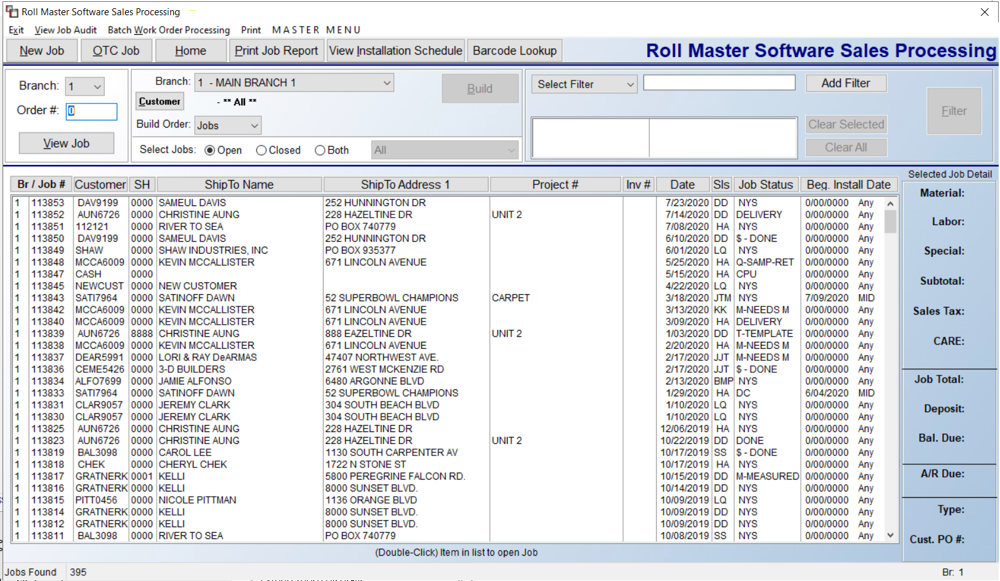 Roll Master Software Sales Processing
Exit View Job Audit Batch Work Order Processing Print MASTER MENU
New Job OTC Job Home Print Job Report View Installation Schedule Barcode Lookup Roll Master Software Sales Processing
Branch: 1 Branch: 1 - MAIN BRANCH 1 Build Select Filter Add Filter Filter
Customer - ** All **
Order #: 0
Build Order: Jobs Clear Selected
View Job Select Jobs: Open Closed Both All Clear All
Selected Job Detail
Br / Job # Customer SH ShipTo Name ShipTo Address 1 Project # Inv # Date Sls Job Status Beg. Install Date
1 113853 DAV9199 0000 SAMEUL DAVIS 252 HUNNINGTON DR 7/23/2020 DD NYS 0/00/0000 Any
1 113852 AUN6726 0000 CHRISTINE AUNG 228 HAZELTINE DR UNIT 2 7/14/2020 DD DELIVERY 0/00/0000 Any
1 113851 112121 0000 RIVER TO SEA PO BOX 740779 7/08/2020 HA NYS 0/00/0000 Any
1 113850 DAV9199 0000 SAMEUL DAVIS 252 HUNNINGTON DR 6/10/2020 DD $ - DONE 0/00/0000 Any
1 113849 SHAW 0000 SHAW INDUSTRIES, INC PO BOX 935377 6/01/2020 LQ NYS 0/00/0000 Any
1 113848 MCCA6009 0000 KEVIN MCCALLISTER 671 LINCOLN AVENUE 5/25/2020 HA Q-SAMP-RET 0/00/0000 Any
1 113847 CASH 0000 5/15/2020 HA CPU 0/00/0000 Any
1 113845 NEWCUST 0000 NEW CUSTOMER 4/22/2020 LQ NYS 0/00/0000 Any
1 113843 SATI7964 0000 SATINOFF DAWN 52 SUPERBOWL CHAMPIONS CARPET 3/18/2020 JTM NYS 7/09/2020 MID
1 113842 MCCA6009 0000 KEVIN MCCALLISTER 671 LINCOLN AVENUE 3/13/2020 KK M-NEEDS M 0/00/0000 Any
1 113840 MCCA6009 0000 KEVIN MCCALLISTER 671 LINCOLN AVENUE 3/09/2020 HA DELIVERY 0/00/0000 Any
1 113839 AUN6726 8888 CHRISTINE AUNG 888 EAZELTINE DR UNIT 2 1/03/2020 DD T-TEMPLATE 0/00/0000 Any
1 113838 MCCA6009 0000 KEVIN MCCALLISTER 671 LINCOLN AVENUE 2/20/2020 HA M-NEEDS M 0/00/0000 Any
1 113837 DEAR5991 0000 LORI & RAY DeARMAS 47407 NORTHWEST AVE. 2/17/2020 JJT M-NEEDS M 0/00/0000 Any
1 113836 CEME5426 0000 3-D BUILDERS 2761 WEST MCKENZIE RD 2/17/2020 JJT $ - DONE 0/00/0000 Any
1 113834 ALFO7699 0000 JAMIE ALFONSO 6480 ARGONNE BLVD 2/13/2020 BMP NYS 0/00/0000 Any
1 113833 SATI7964 0000 SATINOFF DAWN 52 SUPERBOWL CHAMPIONS 1/29/2020 HA DC 6/04/2020 MID
1 113831 CLAR9057 0000 JEREMY CLARK 304 SOUTH BEACH BLVD 1/10/2020 LQ NYS 0/00/0000 Any
1 113830 CLAR9057 0000 JEREMY CLARK 304 SOUTH BEACH BLVD 1/10/2020 LQ NYS 0/00/0000 Any
1 113825 AUN6726 0000 CHRISTINE AUNG 228 HAZELTINE DR 12/06/2019 HA NYS 0/00/0000 Any
1 113823 AUN6726 0000 CHRISTINE AUNG 228 HAZELTINE DR UNIT 2 10/22/2019 DD DONE 0/00/0000 Any
1 113819 BAL3098 0000 CAROL LEE 1130 SOUTH CARPENTER AV 10/17/2019 SS $ - DONE 0/00/0000 Any
1 113818 CHEK 0000 CHERYL CHEK 1722 N STONE ST 10/17/2019 HA NYS 0/00/0000 Any
1 113817 GRATNERK 0001 KELLI 5800 PEREGRINE FALCON RD. 10/15/2019 DD M-MEASURED 0/00/0000 Any
1 113816 GRATNERK 0000 KELLI 8000 SUNSET BLVD. 10/14/2019 DD NYS 0/00/0000 Any
1 113815 PITT0456 0000 NICOLE PITTMAN 1136 ORANGE BLVD 10/09/2019 LQ NYS 0/00/0000 Any
1 113814 GRATNERK 0000 KELLI 8000 SUNSET BLVD. 10/09/2019 DD NYS 0/00/0000 Any
1 113812 GRATNERK 0000 KELLI 8000 SUNSET BLVD. 10/09/2019 DD NYS 0/00/0000 Any
1 113811 BAL3098 0000 RIVER TO SEA PO BOX 740779 10/08/2019 SS NYS 0/00/0000 Any
Material:
Labor:
Special:
Subtotal:
Sales Tax:
CARE:
Job Total:
Deposit:
Bal. Due:
A/R Due:
Type:
Cust. PO #:
(Double-Click) Item in list to open Job
Jobs Found 395 Br: 1